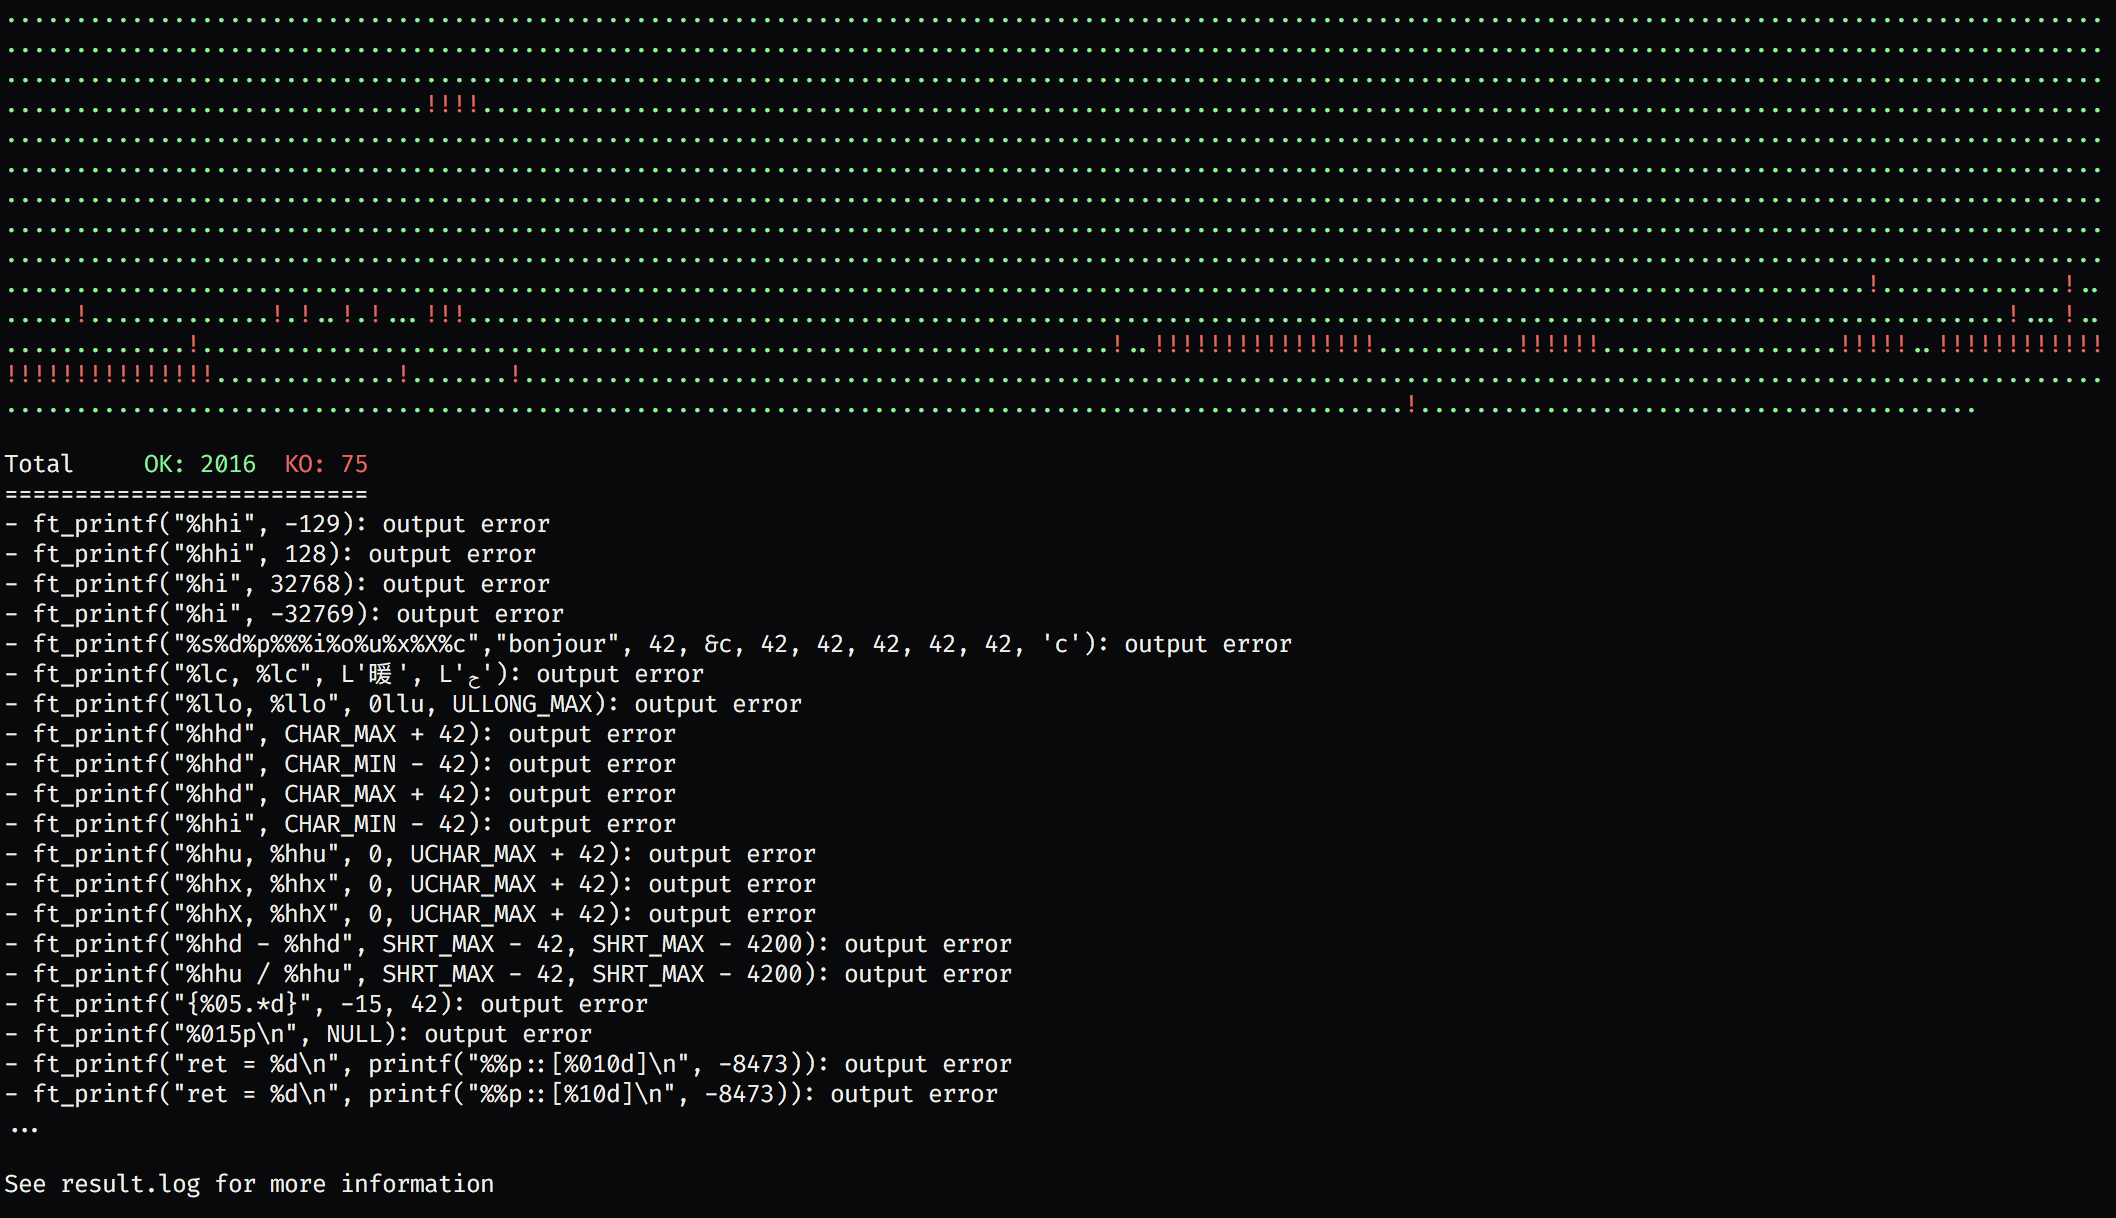 Total OK: 2016 KO: 75
==========================
- ft_printf("%hhi", -129): output error
- ft_printf("%hhi", 128): output error
- ft_printf("%hi", 32768): output error
- ft_printf("%hi", -32769): output error
- ft_printf("%s%d%p%%%i%o%u%x%X%c","bonjour", 42, &c, 42, 42, 42, 42, 42, 'c'): output error
- ft_printf("%lc, %lc", L'暖', L'ح'): output error
- ft_printf("%llo, %llo", 0llu, ULLONG_MAX): output error
- ft_printf("%hhd", CHAR_MAX + 42): output error
- ft_printf("%hhd", CHAR_MIN - 42): output error
- ft_printf("%hhd", CHAR_MAX + 42): output error
- ft_printf("%hhi", CHAR_MIN - 42): output error
- ft_printf("%hhu, %hhu", 0, UCHAR_MAX + 42): output error
- ft_printf("%hhx, %hhx", 0, UCHAR_MAX + 42): output error
- ft_printf("%hhX, %hhX", 0, UCHAR_MAX + 42): output error
- ft_printf("%hhd - %hhd", SHRT_MAX - 42, SHRT_MAX - 4200): output error
- ft_printf("%hhu / %hhu", SHRT_MAX - 42, SHRT_MAX - 4200): output error
- ft_printf("{%05.*d}", -15, 42): output error
- ft_printf("%015p\n", NULL): output error
- ft_printf("ret = %d\n", printf("%%p::[%010d]\n", -8473)): output error
- ft_printf("ret = %d\n", printf("%%p::[%10d]\n", -8473)): output error
...
See result.log for more information